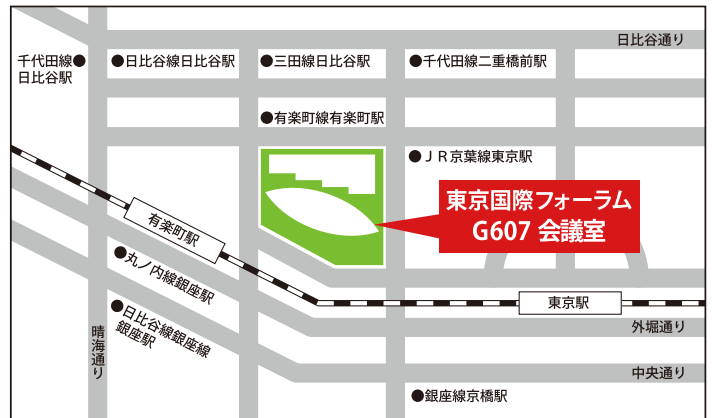 日比谷通り
千代田線●
日比谷駅
●日比谷線日比谷駅
●三田線日比谷駅
●千代田線二重橋前駅
●有楽町線有楽町駅
●ＪＲ京葉線東京駅
東京国際フォーラム
G607 会議室
有楽町駅
●丸ノ内線銀座駅
東京駅
●日比谷線銀座線
銀座駅
外堀通り
晴海通り
中央通り
●銀座線京橋駅